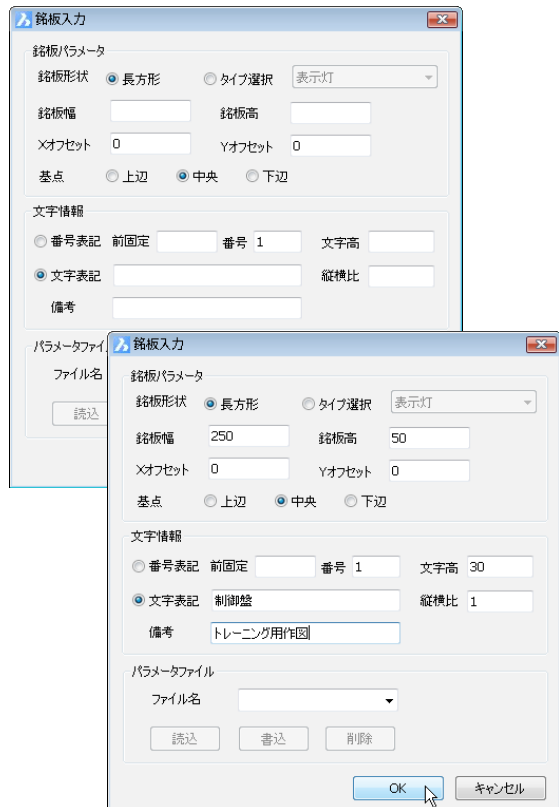 銘板入力
銘板パラメータ
銘板形状 長方形 タイプ選択 表示灯
銘板幅 銘板高
Xオフセット 0 Yオフセット 0
基点 上辺 中央 下辺
文字情報
番号表記 前固定 番号 1 文字高
文字表記 縦横比
備考
パラメータファイ
ファイル名
読込
銘板入力
銘板パラメータ
銘板形状 長方形 タイプ選択 表示灯
銘板幅 250 銘板高 50
Xオフセット 0 Yオフセット 0
基点 上辺 中央 下辺
文字情報
番号表記 前固定 番号 1 文字高 30
文字表記 制御盤 縦横比 1
備考 トレーニング用作図
パラメータファイル
ファイル名
読込 書込 削除
OK キャンセル